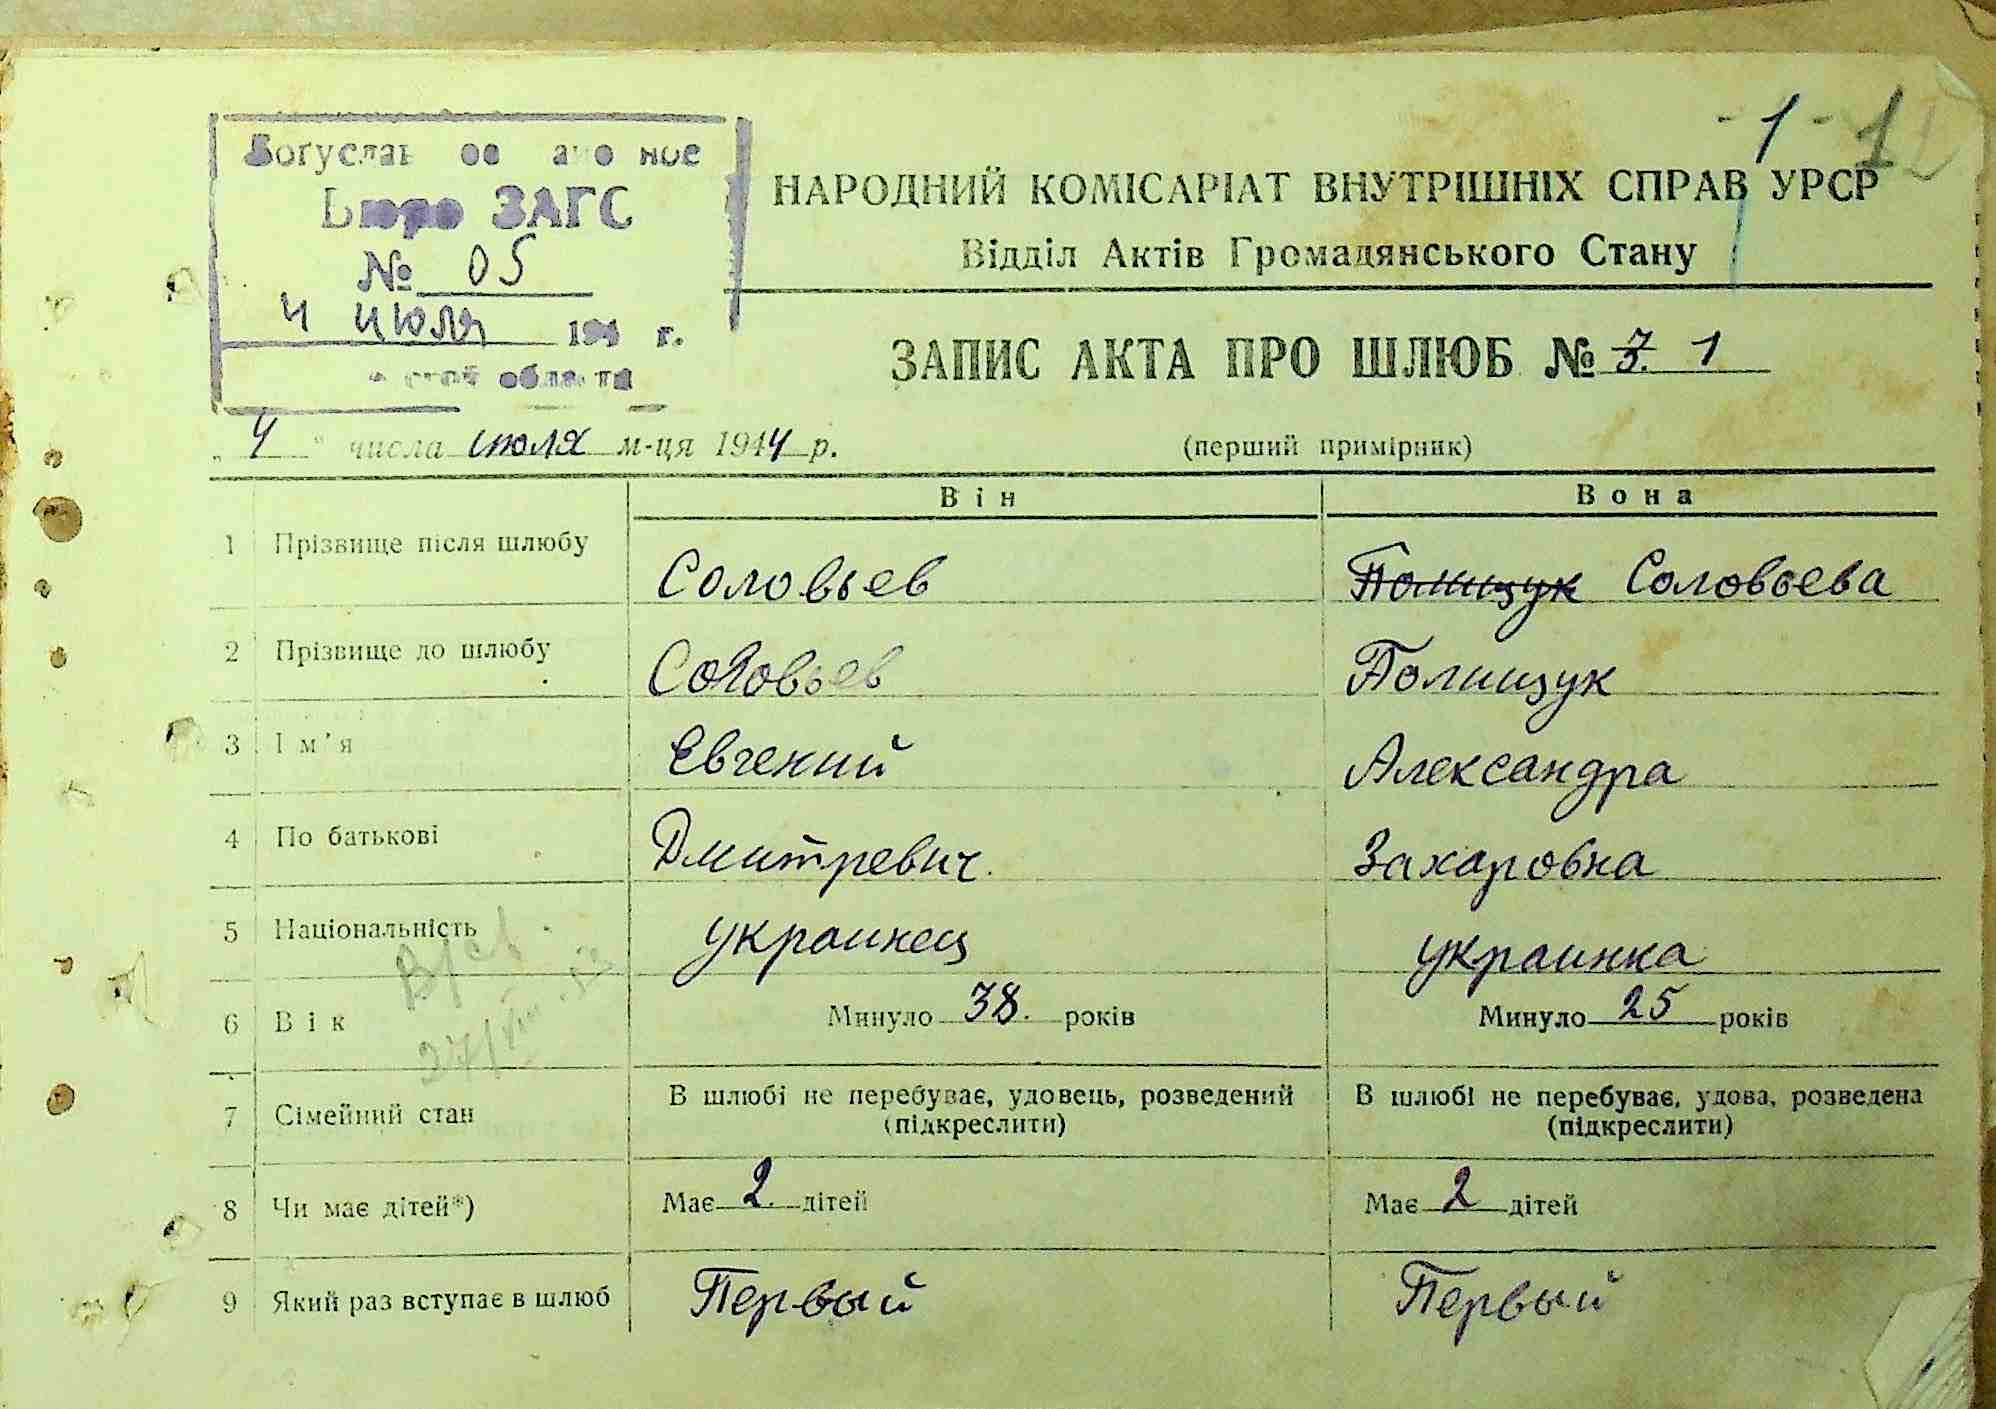 - 1 - 1
Бюро ЗАГС
№ 05
4 июля 194 г.
области
НАРОДНИЙ КОМІСАРІАТ ВНУТРІШНІХ СПРАВ УРСР
Відділ Актів Громадянського Стану
ЗАПИС АКТА ПРО ШЛЮБ № 1
„ 4 " числа июля м-ця 1944 р.
(перший примірник)
Він Вона
1 Прізвище після шлюбу Соловьев Полищук Соловьева
2 Прізвище до шлюбу Соловьев Полищук
3 Ім'я Евгений Александра
4 По батькові Дмитревич. Захаровна
5 Національність украинец украинка
6 Вік Минуло 38. років Минуло 25 років
27/VIII
7 Сімейний стан В шлюбі не перебуває, удовець, розведений (підкреслити) В шлюбі не перебуває, удова, розведена (підкреслити)
8 Чи має дітей*) Має 2. дітей Має 2 дітей
9 Який раз вступає в шлюб Первый Первый